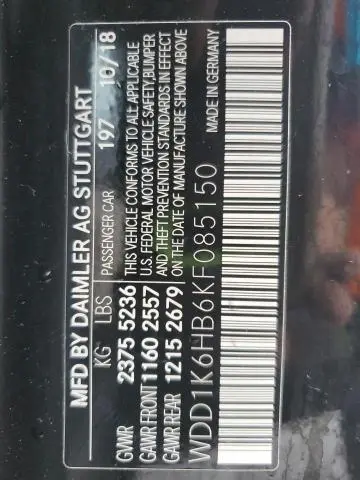 MFD BY DAIMLER AG STUTTGART
KG LBS PASSENGER CAR 197 10/18
GVWR 2375 5236 THIS VEHICLE CONFORMS TO ALL APPLICABLE
GAWR FRONT 1160 2557 U.S. FEDERAL MOTOR VEHICLE SAFETY, BUMPER
GAWR REAR 1215 2679 AND THEFT PREVENTION STANDARDS IN EFFECT
ON THE DATE OF MANUFACTURE SHOWN ABOVE
WDD1K6HB6KF085150 MADE IN GERMANY